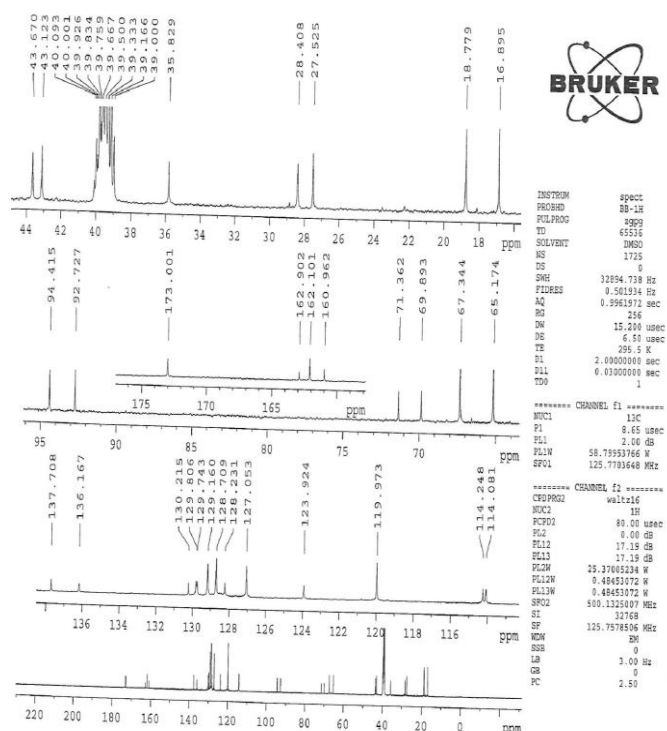 43.670
43.123
40.093
40.001
39.926
39.834
39.759
39.667
39.500
39.333
39.166
39.000
35.829
28.408
27.525
18.779
16.895
BRUKER
44 42 40 38 36 34 32 30 28 26 24 22 20 18 ppm
94.415
92.727
173.001
162.902
162.101
160.962
71.362
69.893
67.344
65.174
175 170 165 ppm
95 90 85 80 75 70 ppm
137.708
136.167
130.215
129.806
129.743
129.160
128.709
128.231
127.053
123.924
119.973
114.248
114.081
136 134 132 130 128 126 124 122 120 118 116 ppm
220 200 180 160 140 120 100 80 60 40 20 0 ppm
INSTRUM spect
PROBHD BB-1H
PULPROG zgpg
TD 65536
SOLVENT DMSO
NS 1725
DS 0
SWH 32894.738 Hz
FIDRES 0.501934 Hz
AQ 0.9961972 sec
RG 256
DW 15.200 usec
DE 6.50 usec
TE 295.5 K
D1 2.00000000 sec
D11 0.03000000 sec
TD0 1
======== CHANNEL f1 ========
NUC1 13C
P1 8.65 usec
PL1 2.00 dB
PL1W 58.79953766 W
SFO1 125.7703648 MHz
======== CHANNEL f2 ========
CPDPRG2 waltz16
NUC2 1H
PCPD2 80.00 usec
PL2 0.00 dB
PL12 17.19 dB
PL13 17.19 dB
PL2W 25.37005234 W
PL12W 0.48453072 W
PL13W 0.48453072 W
SFO2 500.1325007 MHz
SI 32768
SF 125.7578506 MHz
WDW EM
SSB 0
LB 3.00 Hz
GB 0
PC 2.50